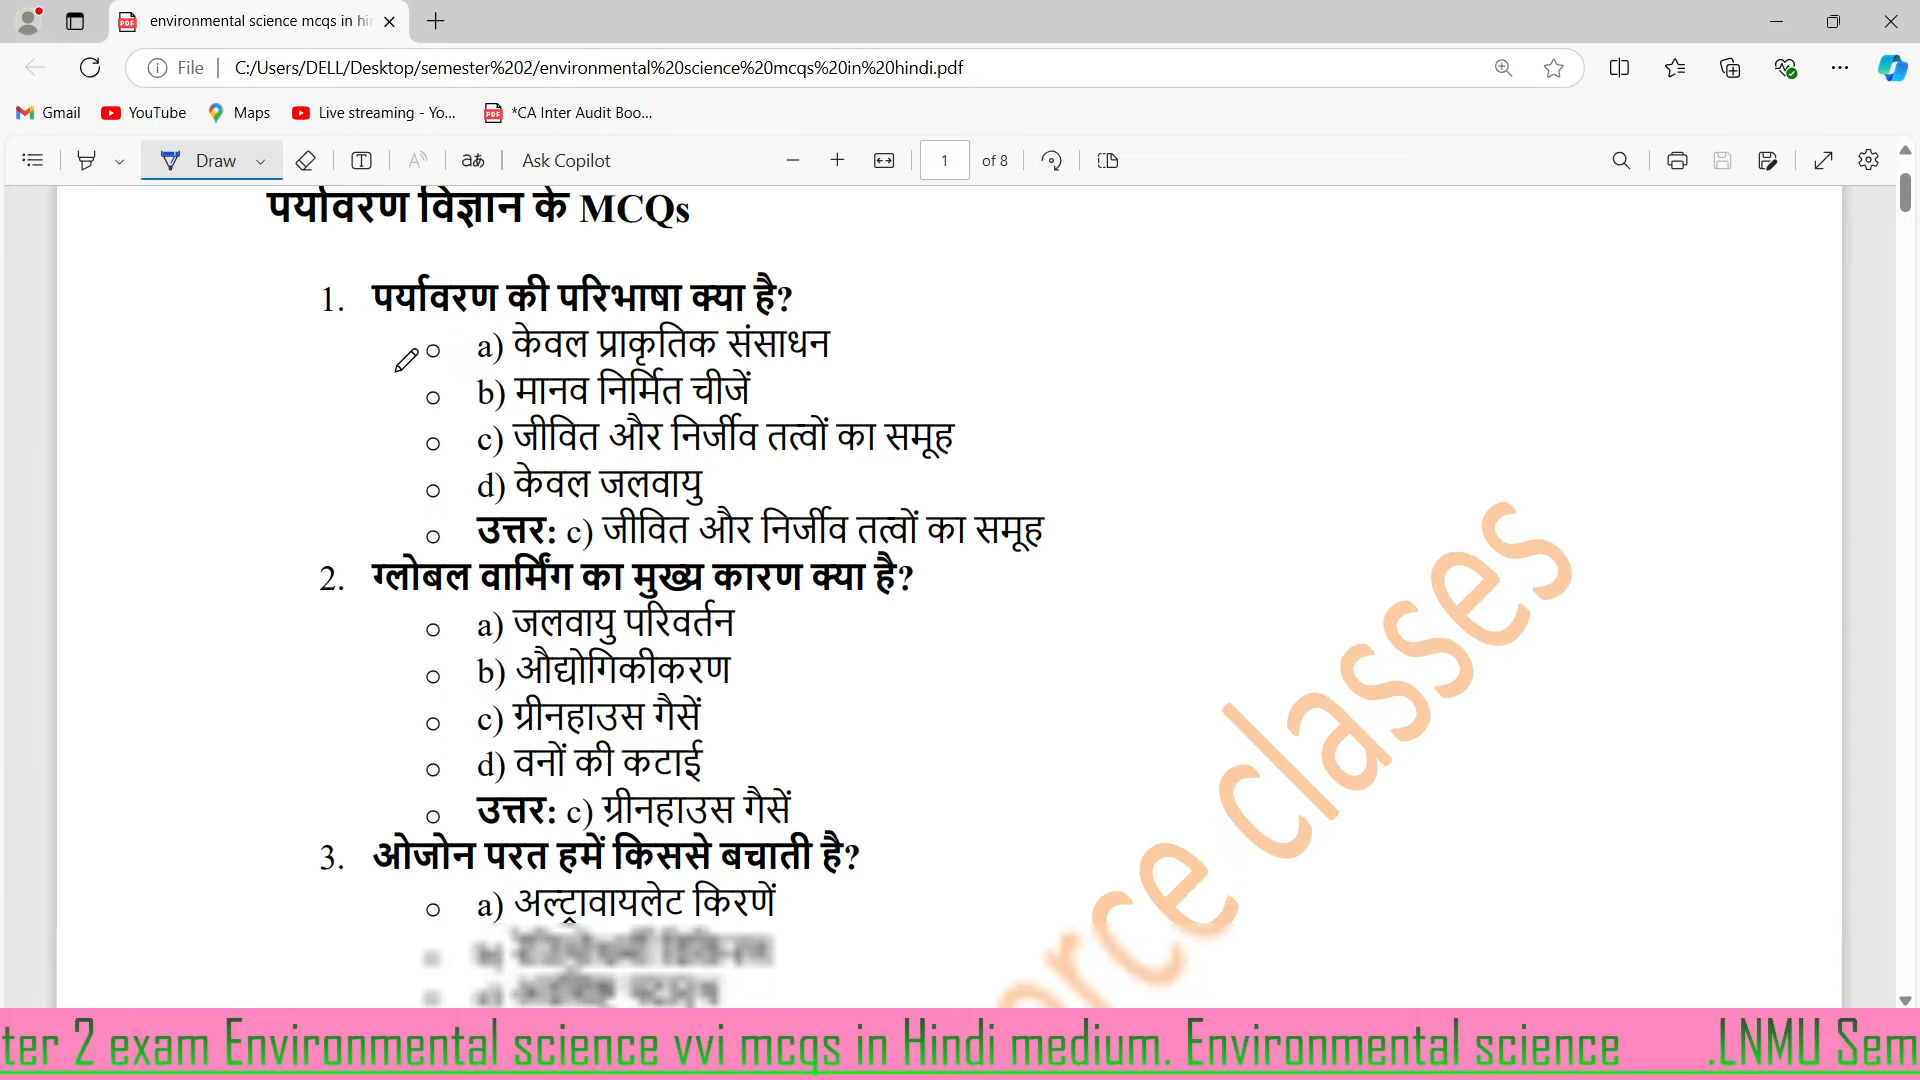 environmental science mcqs in hi
File
C:/Users/DELL/Desktop/semester%202/environmental%20science%20mcqs%20in%20hindi.pdf
Gmail YouTube Maps Live streaming - Yo... *CA Inter Audit Boo...
Draw T aあ Ask Copilot 1 of 8
पर्यावरण विज्ञान के MCQs
1. पर्यावरण की परिभाषा क्या है?
a) केवल प्राकृतिक संसाधन
b) मानव निर्मित चीजें
c) जीवित और निर्जीव तत्वों का समूह
d) केवल जलवायु
उत्तर: c) जीवित और निर्जीव तत्वों का समूह
2. ग्लोबल वार्मिंग का मुख्य कारण क्या है?
a) जलवायु परिवर्तन
b) औद्योगिकीकरण
c) ग्रीनहाउस गैसें
d) वनों की कटाई
उत्तर: c) ग्रीनहाउस गैसें
3. ओजोन परत हमें किससे बचाती है?
a) अल्ट्रावायलेट किरणें
rce classes
ter 2 exam Environmental science vvi mcqs in Hindi medium. Environmental science .LNMU Sem